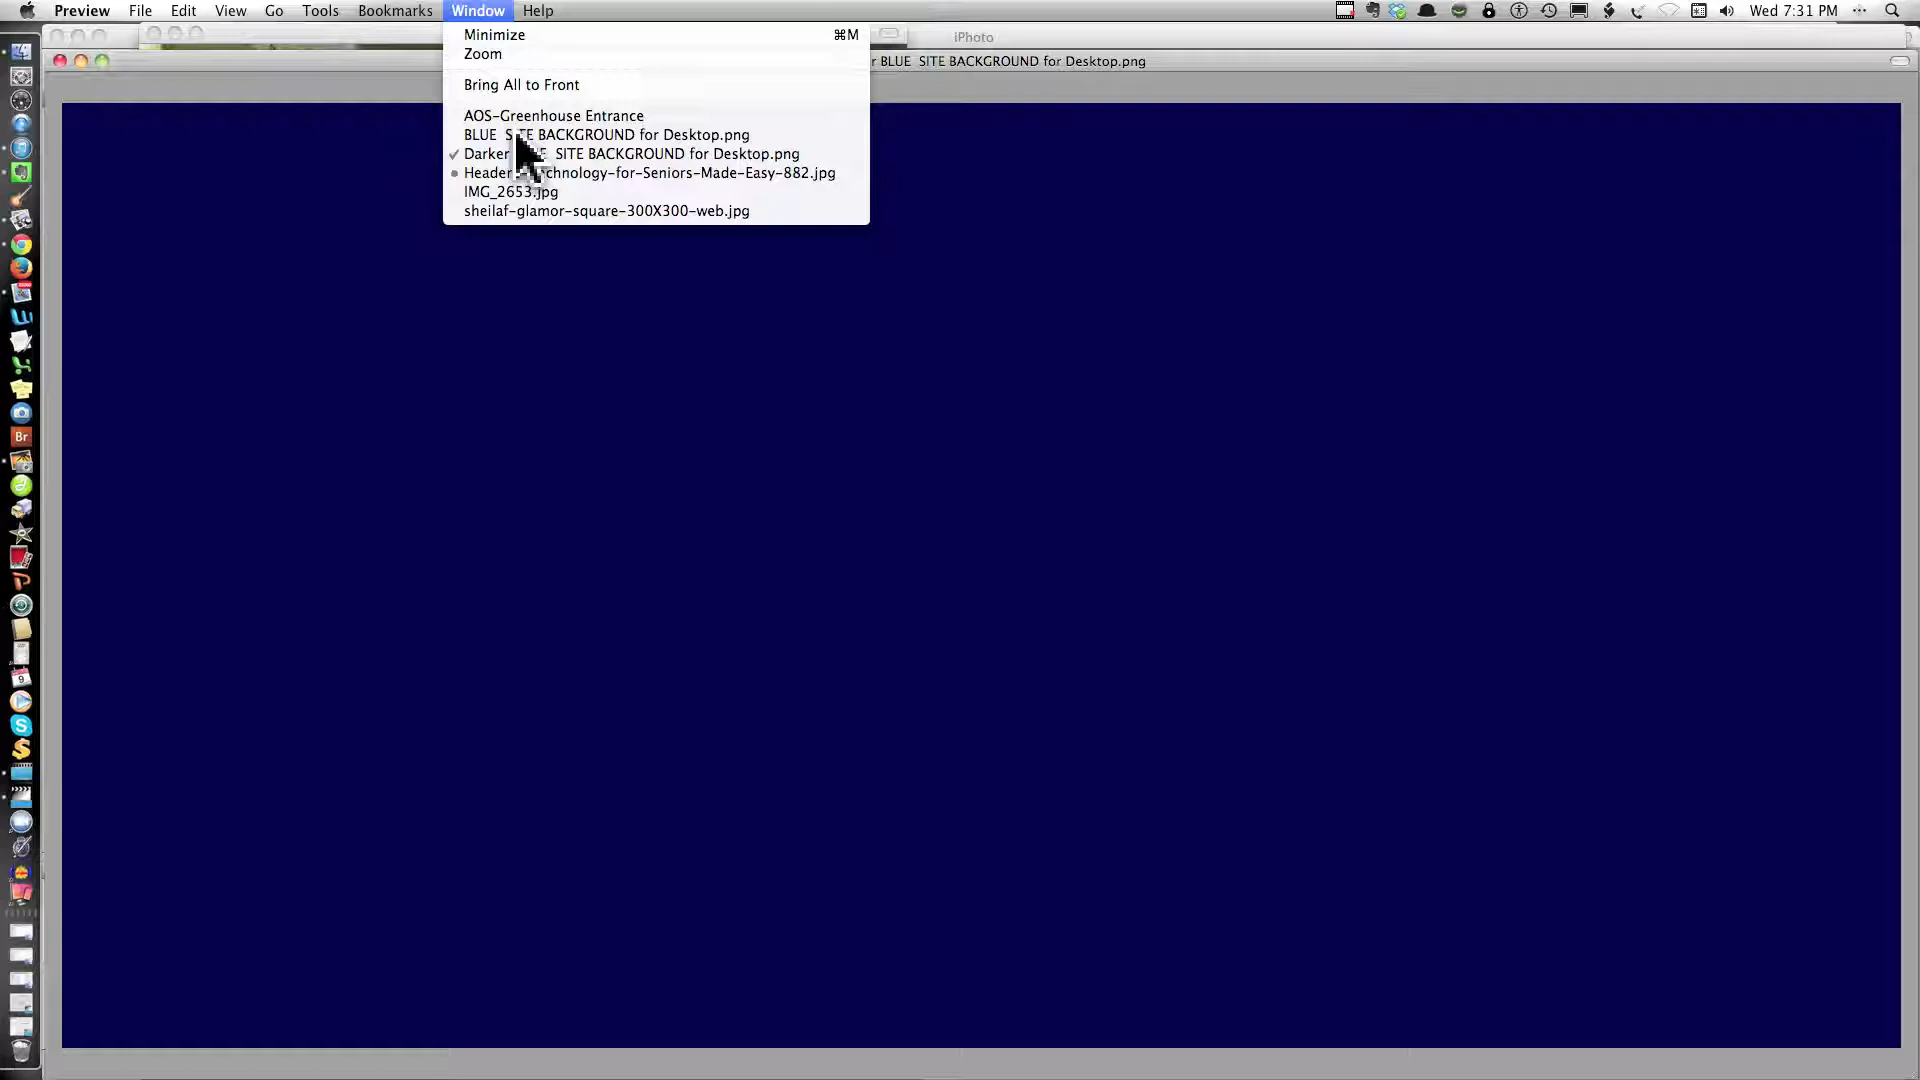 Preview File Edit View Go Tools Bookmarks Window Help Wed 7:31 PM
iPhoto
BLUE SITE BACKGROUND for Desktop.png
Minimize ⌘M
Zoom
Bring All to Front
AOS-Greenhouse Entrance
BLUE SITE BACKGROUND for Desktop.png
Darker SITE BACKGROUND for Desktop.png
Header chnology-for-Seniors-Made-Easy-882.jpg
IMG_2653.jpg
sheilaf-glamor-square-300X300-web.jpg
Br
9